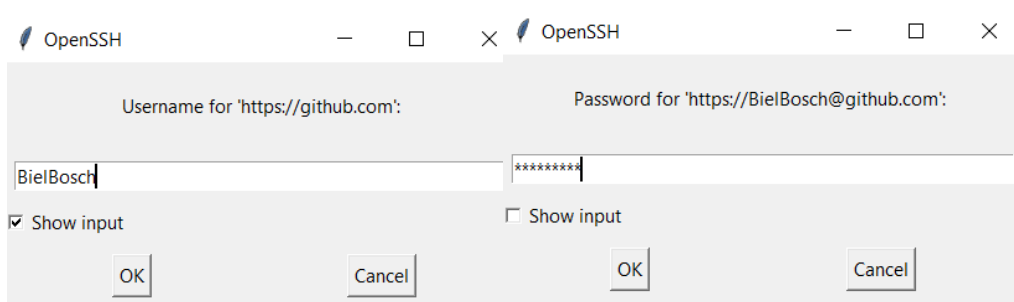 OpenSSH
Username for 'https://github.com':
BielBosch
Show input
OK Cancel
OpenSSH
Password for 'https://BielBosch@github.com':
*********
Show input
OK Cancel